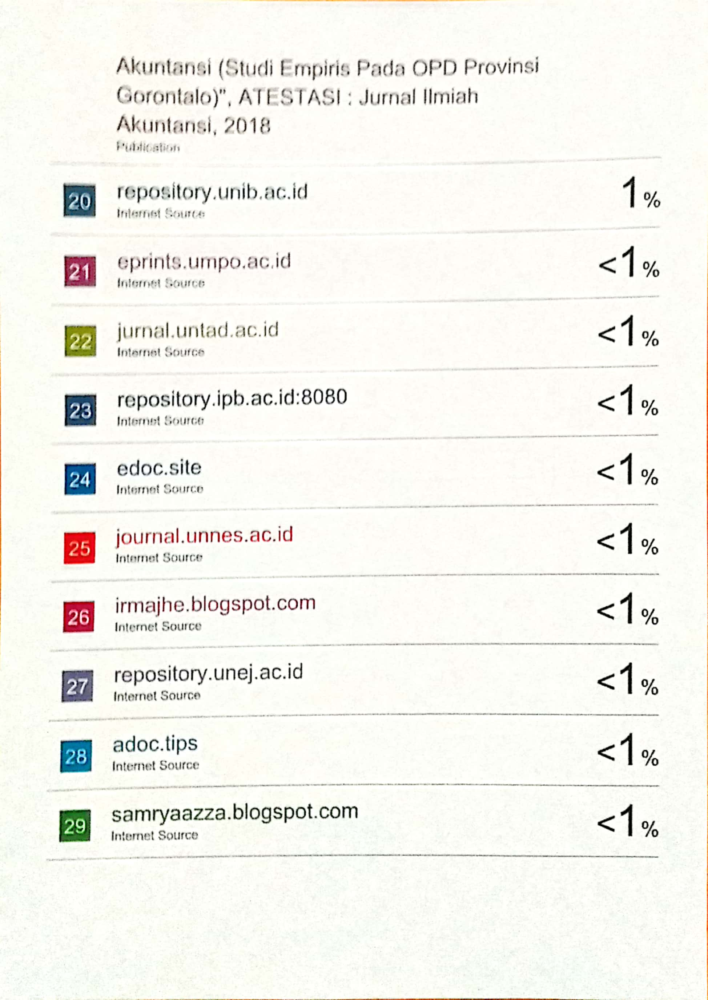 Akuntansi (Studi Empiris Pada OPD Provinsi
Gorontalo)", ATESTASI : Jurnal Ilmiah
Akuntansi, 2018
Publication
20 repository.unib.ac.id 1%
Internet Source
21 eprints.umpo.ac.id <1%
Internet Source
22 jurnal.untad.ac.id <1%
Internet Source
23 repository.ipb.ac.id:8080 <1%
Internet Source
24 edoc.site <1%
Internet Source
25 journal.unnes.ac.id <1%
Internet Source
26 irmajhe.blogspot.com <1%
Internet Source
27 repository.unej.ac.id <1%
Internet Source
28 adoc.tips <1%
Internet Source
29 samryaazza.blogspot.com <1%
Internet Source